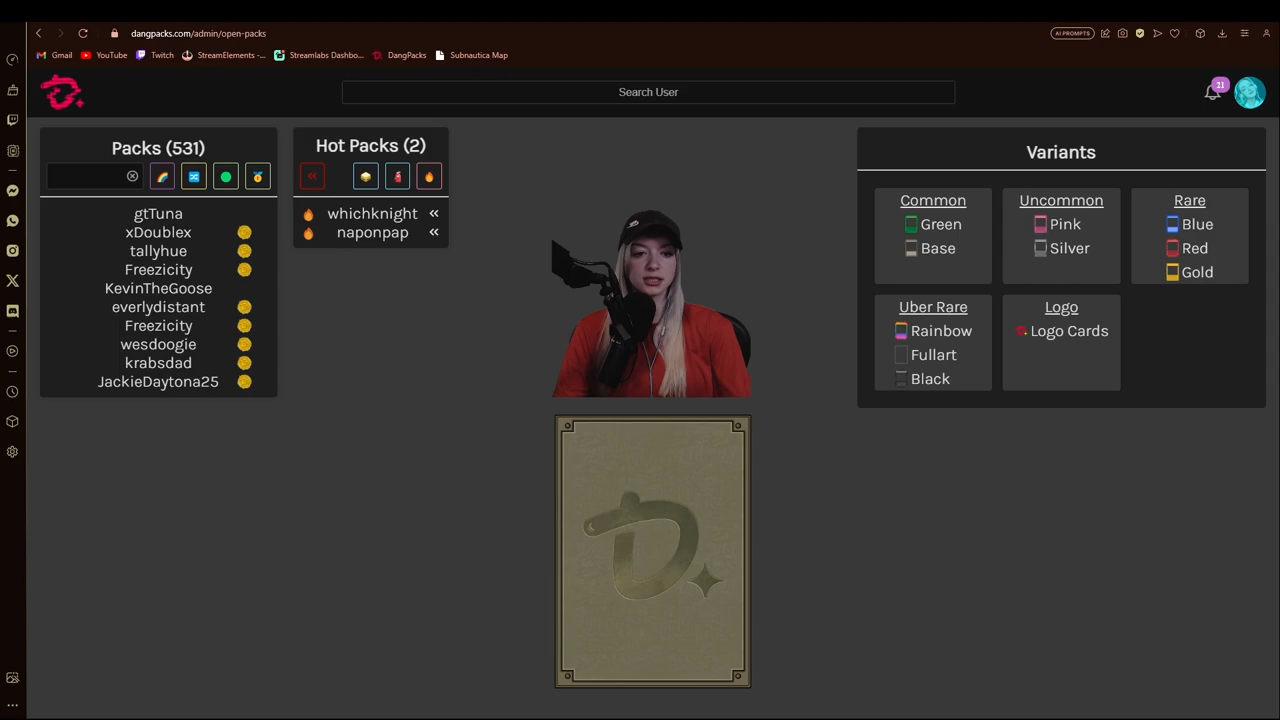 dangpacks.com/admin/open-packs
AI PROMPTS
Gmail
YouTube
Twitch
StreamElements -...
Streamlabs Dashbo...
DangPacks
Subnautica Map
Search User
21
Packs (531)
gtTuna
xDoublex
tallyhue
Freezicity
KevinTheGoose
everlydistant
Freezicity
wesdoogie
krabsdad
JackieDaytona25
Hot Packs (2)
whichknight
naponpap
Variants
Common
Green
Base
Uncommon
Pink
Silver
Rare
Blue
Red
Gold
Uber Rare
Rainbow
Fullart
Black
Logo
Logo Cards